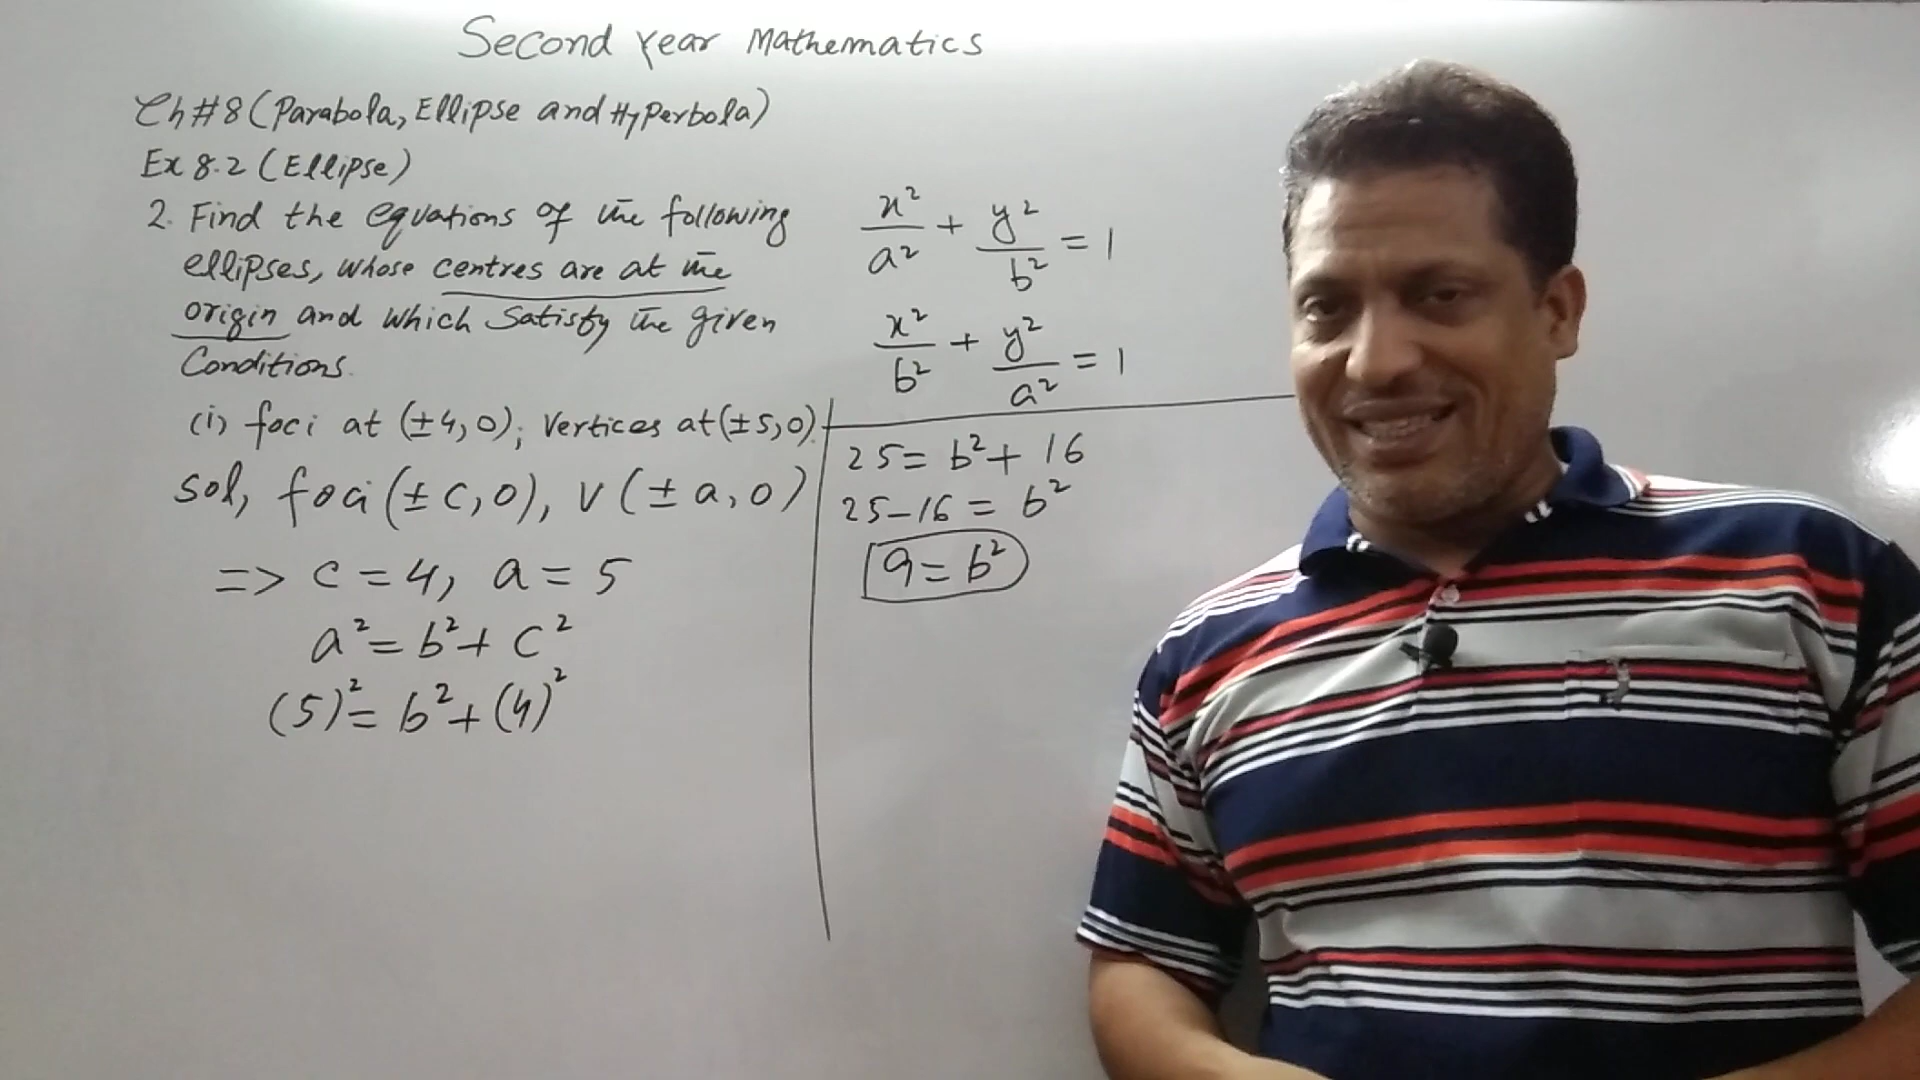 Second Year Mathematics
Ch#8 (Parabola, Ellipse and Hyperbola)
Ex 8.2 (Ellipse)
2. Find the equations of the following
ellipses, whose centres are at the
origin and which satisfy the given
Conditions.
(i) foci at (±4,0); Vertices at (±5,0).
sol, foci (±c,0), V(±a,0)
=> c = 4, a = 5
a² = b² + c²
(5)² = b² + (4)²
x²/a² + y²/b² = 1
x²/b² + y²/a² = 1
25 = b² + 16
25-16 = b²
9 = b²